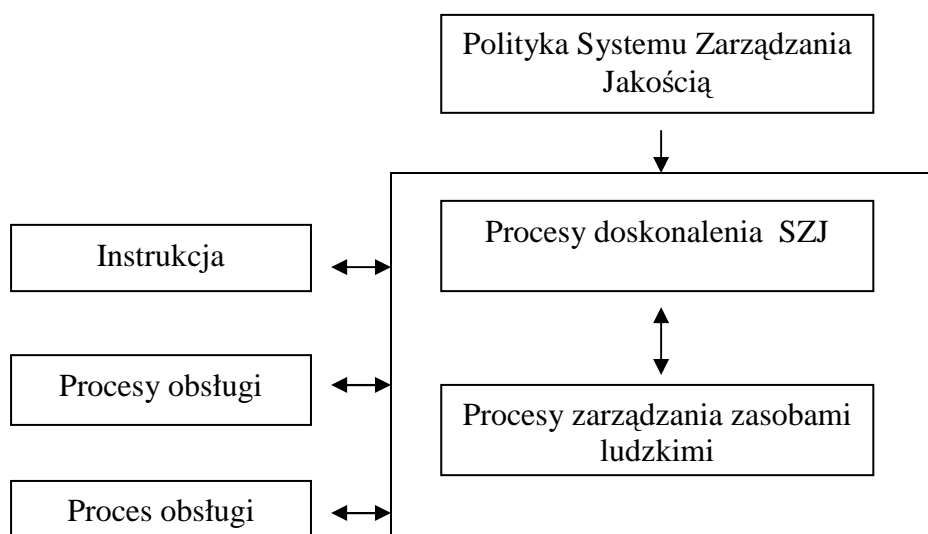 Polityka Systemu Zarządzania
Jakością
Procesy doskonalenia SZJ
Instrukcja
Procesy obsługi
Procesy zarządzania zasobami
ludzkimi
Proces obsługi